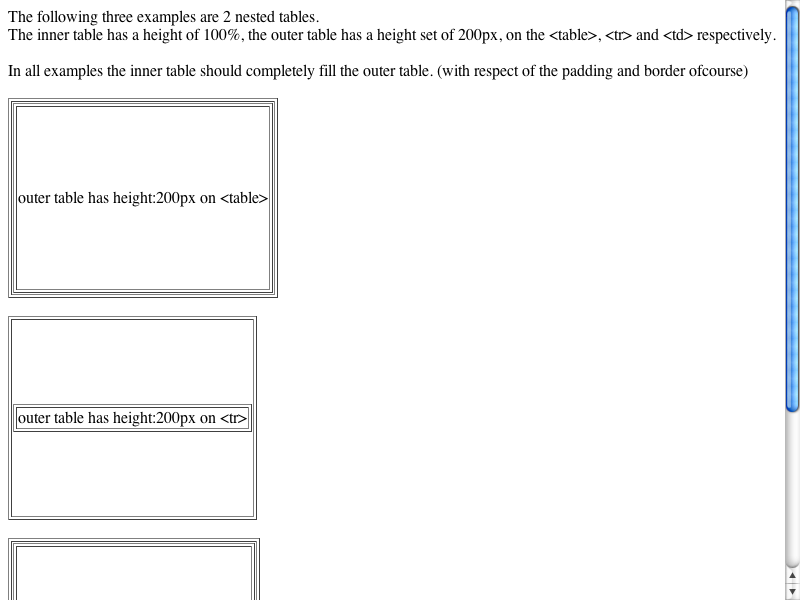 The following three examples are 2 nested tables.
The inner table has a height of 100%, the outer table has a height set of 200px, on the <table>, <tr> and <td> respectively.
In all examples the inner table should completely fill the outer table. (with respect of the padding and border ofcourse)
outer table has height:200px on <table>
outer table has height:200px on <tr>